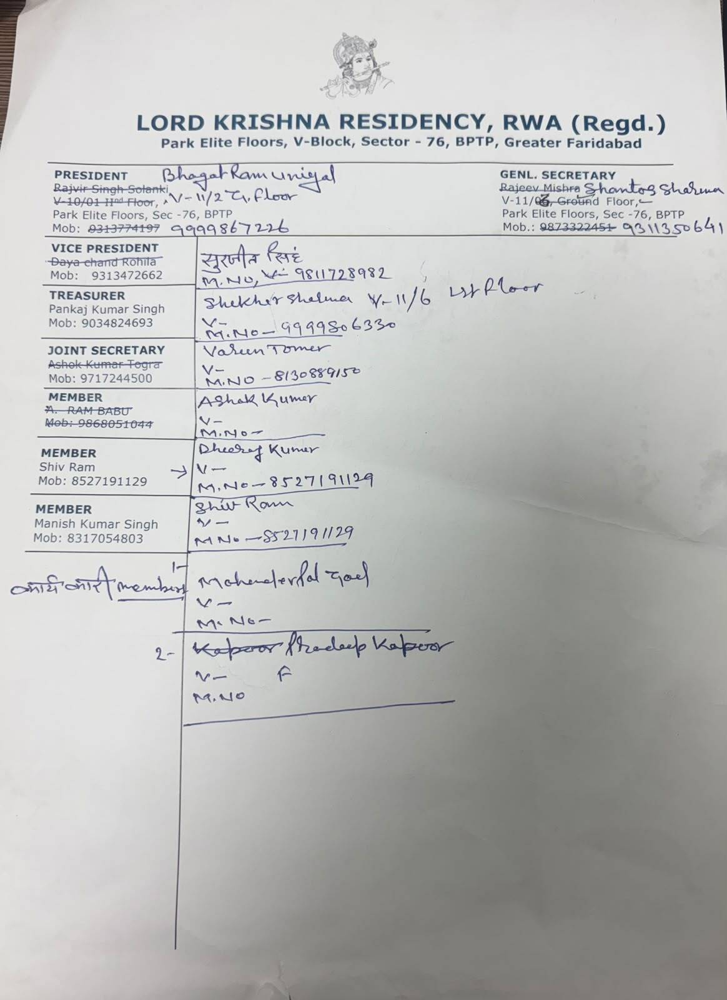 LORD KRISHNA RESIDENCY, RWA (Regd.)
Park Elite Floors, V-Block, Sector - 76, BPTP, Greater Faridabad
PRESIDENT Bhagat Ram Uniyal
Rajvir Singh Solanki
V-10/01 IInd Floor, V-11/2 G. Floor
Park Elite Floors, Sec -76, BPTP
Mob: 9313774197 9999867226
GENL. SECRETARY
Rajeev Mishra Shantos Sharma
V-11/03, Ground Floor,
Park Elite Floors, Sec -76, BPTP
Mob.: 9873322451 9311350641
VICE PRESIDENT
Daya chand Rohila
Mob: 9313472662
सुरजीत सिंह
M.NO, V- 9811728982
TREASURER
Pankaj Kumar Singh
Mob: 9034824693
Shekher Sharma V-11/6 1st Floor
V-
M.NO- 9999806330
JOINT SECRETARY
Ashok Kumar Togra
Mob: 9717244500
Varun Tomer
V-
M.NO -8130889150
MEMBER
A. RAM BABU
Mob: 9868051044
Ashok Kumar
V-
M.NO-
MEMBER
Shiv Ram
Mob: 8527191129
Dheeraj Kumar
→ V-
M.NO-8527191129
MEMBER
Manish Kumar Singh
Mob: 8317054803
Shiv Ram
V-
M NO-8527191129
कार्यकारी members
1- Mahenderpal Goel
V-
M. NO-
2- Kapoor Pradeep Kapoor
V- F
M.NO